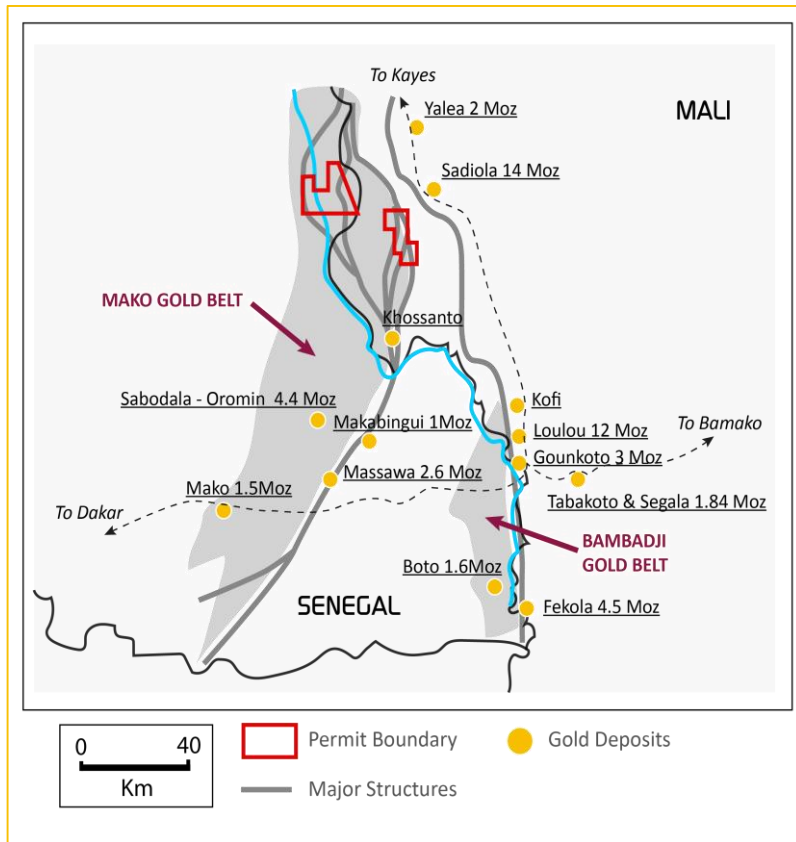 To Kayes
Yalea 2 Moz
MALI
Sadiola 14 Moz
MAKO GOLD BELT
Khossanto
Sabodala - Oromin  4.4 Moz
Kofi
Makabingui 1Moz
To Bamako
Loulou 12 Moz
Gounkoto 3 Moz
Massawa 2.6 Moz
Mako 1.5Moz
Tabakoto & Segala 1.84 Moz
To Dakar
BAMBADJI
GOLD BELT
Boto 1.6Moz
SENEGAL
Fekola 4.5 Moz
0 40
Km
Permit Boundary
Gold Deposits
Major Structures